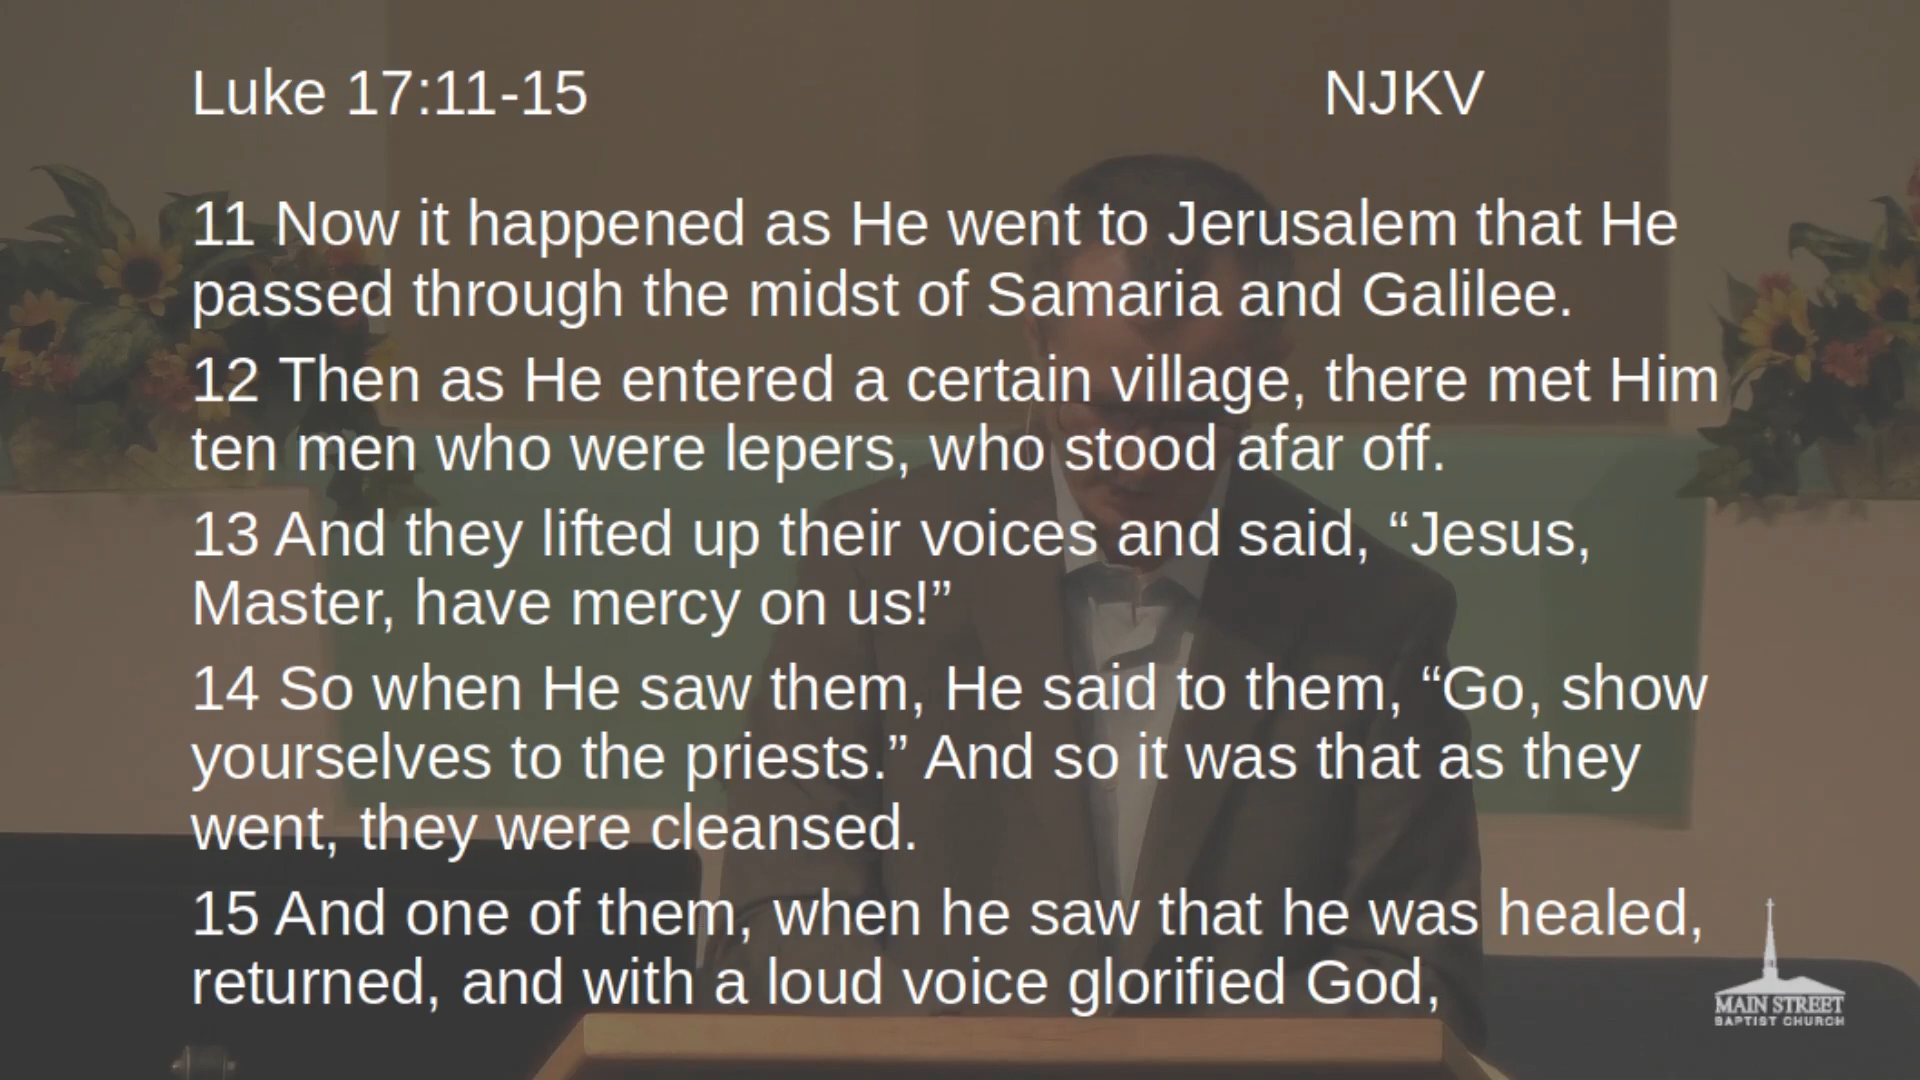 Luke 17:11-15 NJKV
11 Now it happened as He went to Jerusalem that He
passed through the midst of Samaria and Galilee.
12 Then as He entered a certain village, there met Him
ten men who were lepers, who stood afar off.
13 And they lifted up their voices and said, “Jesus,
Master, have mercy on us!”
14 So when He saw them, He said to them, “Go, show
yourselves to the priests.” And so it was that as they
went, they were cleansed.
15 And one of them, when he saw that he was healed,
returned, and with a loud voice glorified God,
MAIN STREET
BAPTIST CHURCH